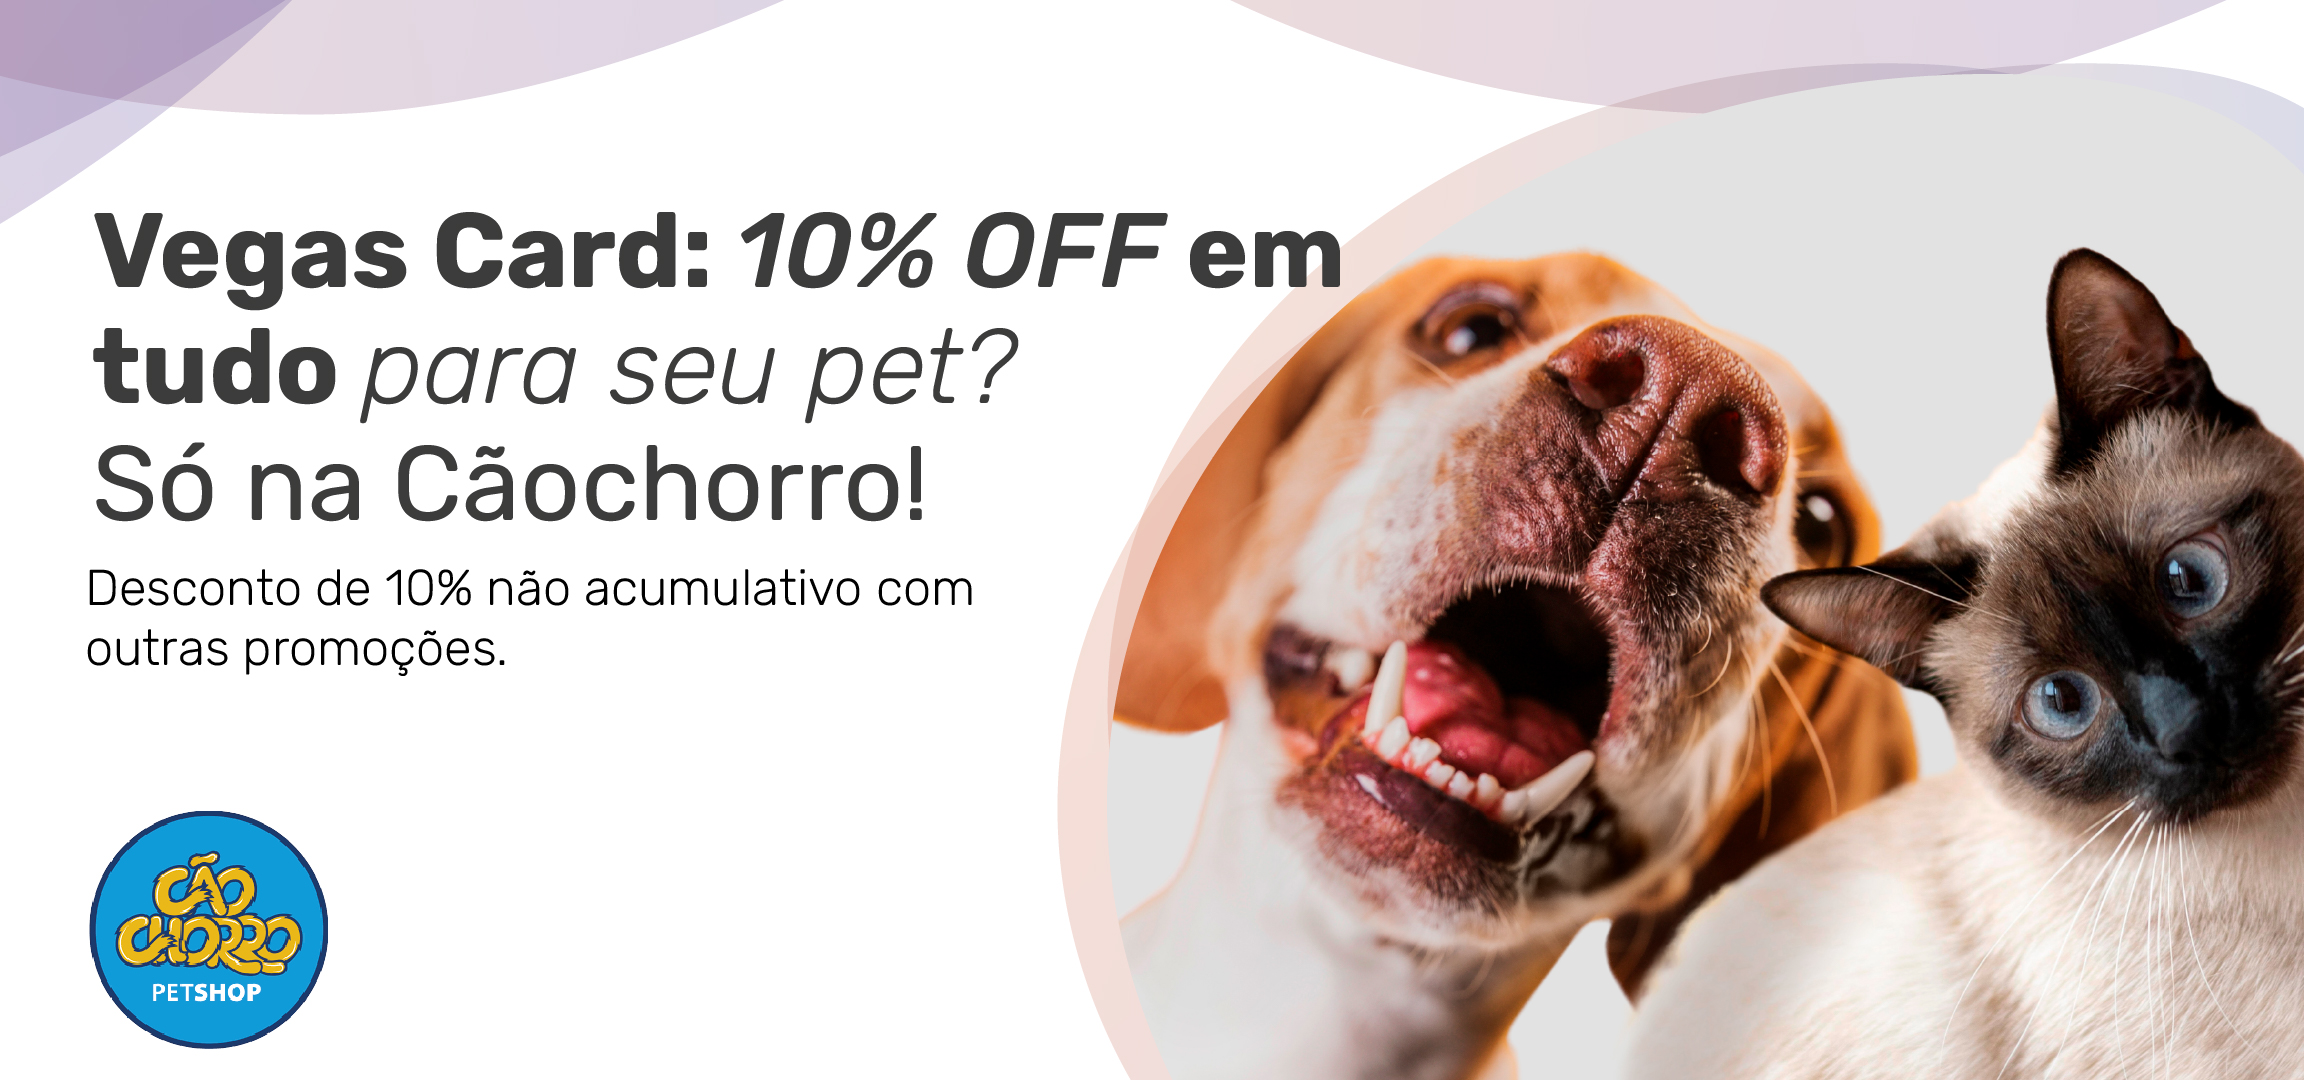 Vegas Card: 10% OFF em
tudo para seu pet?
Só na Cãochorro!
Desconto de 10% não acumulativo com
outras promoções.
CÃO
CHORRO
PETSHOP